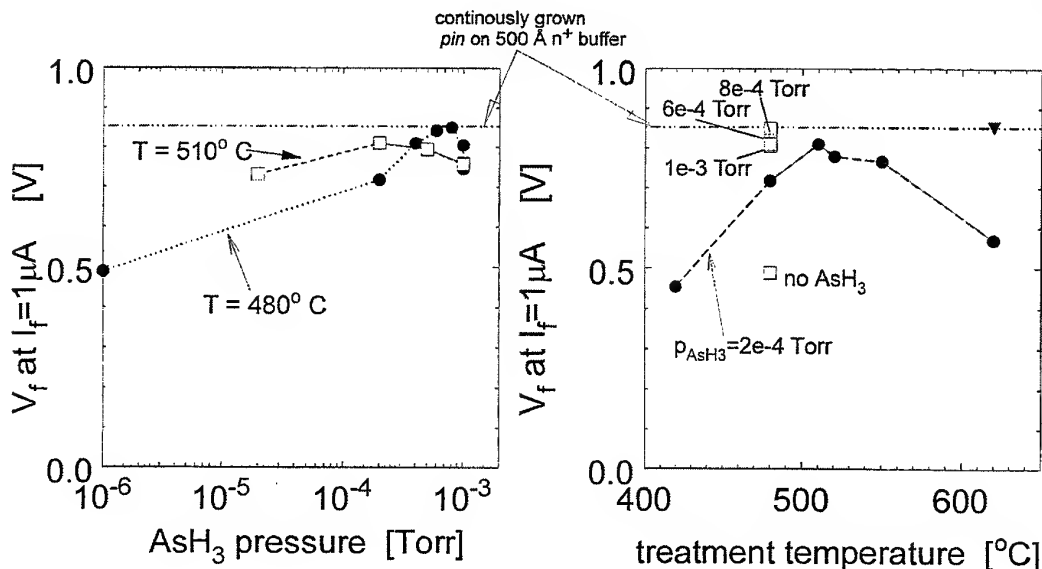 continously grown
pin on 500 Å n+ buffer
1.0
0.5
0.0
Vf at If=1μA [V]
T = 510° C
T = 480° C
10-6
10-5
10-4
10-3
AsH3 pressure [Torr]
1.0
0.5
0.0
Vf at If=1μA [V]
8e-4 Torr
6e-4 Torr
1e-3 Torr
no AsH3
pAsH3=2e-4 Torr
400
500
600
treatment temperature [°C]